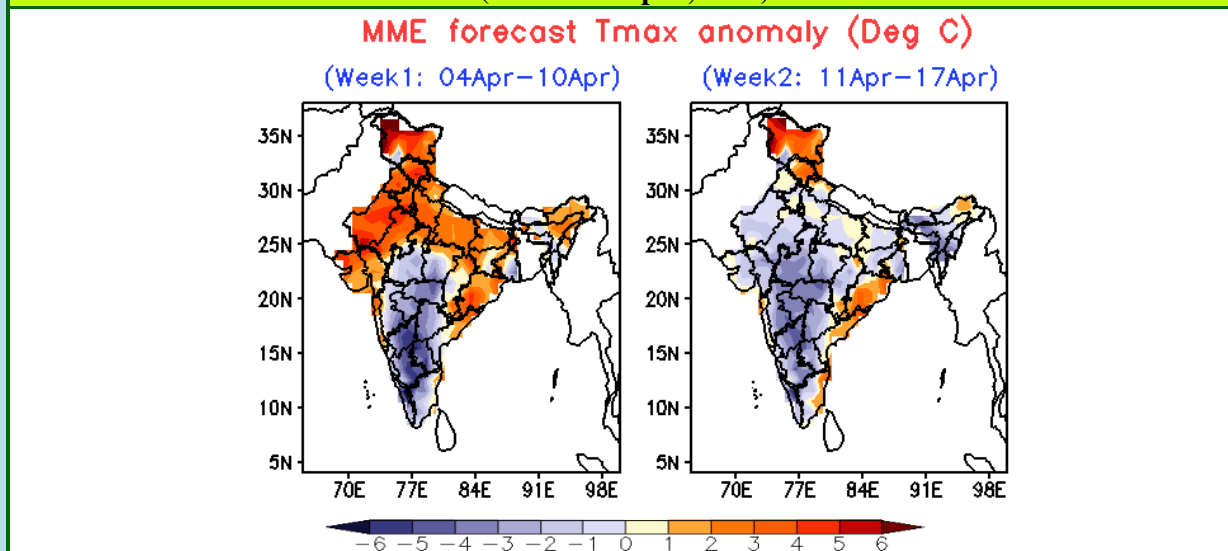 MME forecast Tmax anomaly (Deg C)
(Week1: 04Apr−10Apr) (Week2: 11Apr−17Apr)
35N 35N
30N 30N
25N 25N
20N 20N
15N 15N
10N 10N
5N 5N
70E 77E 84E 91E 98E 70E 77E 84E 91E 98E
−6 −5 −4 −3 −2 −1 0 1 2 3 4 5 6